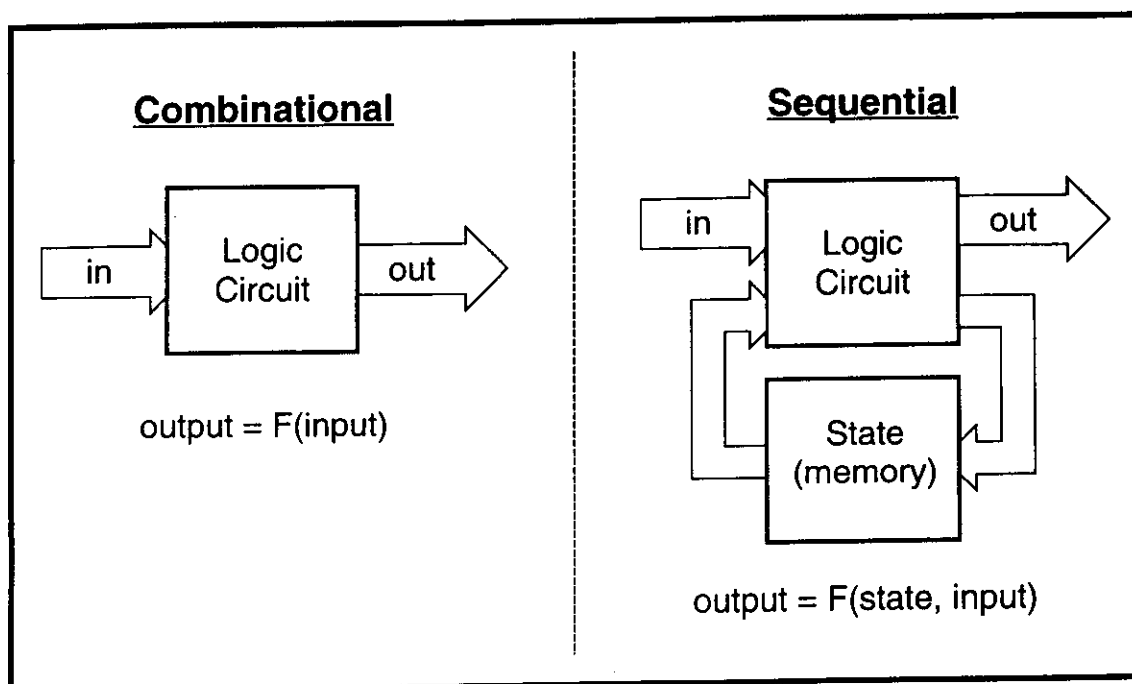 Combinational
in
Logic
Circuit
out
output = F(input)
Sequential
in
Logic
Circuit
out
State
(memory)
output = F(state, input)